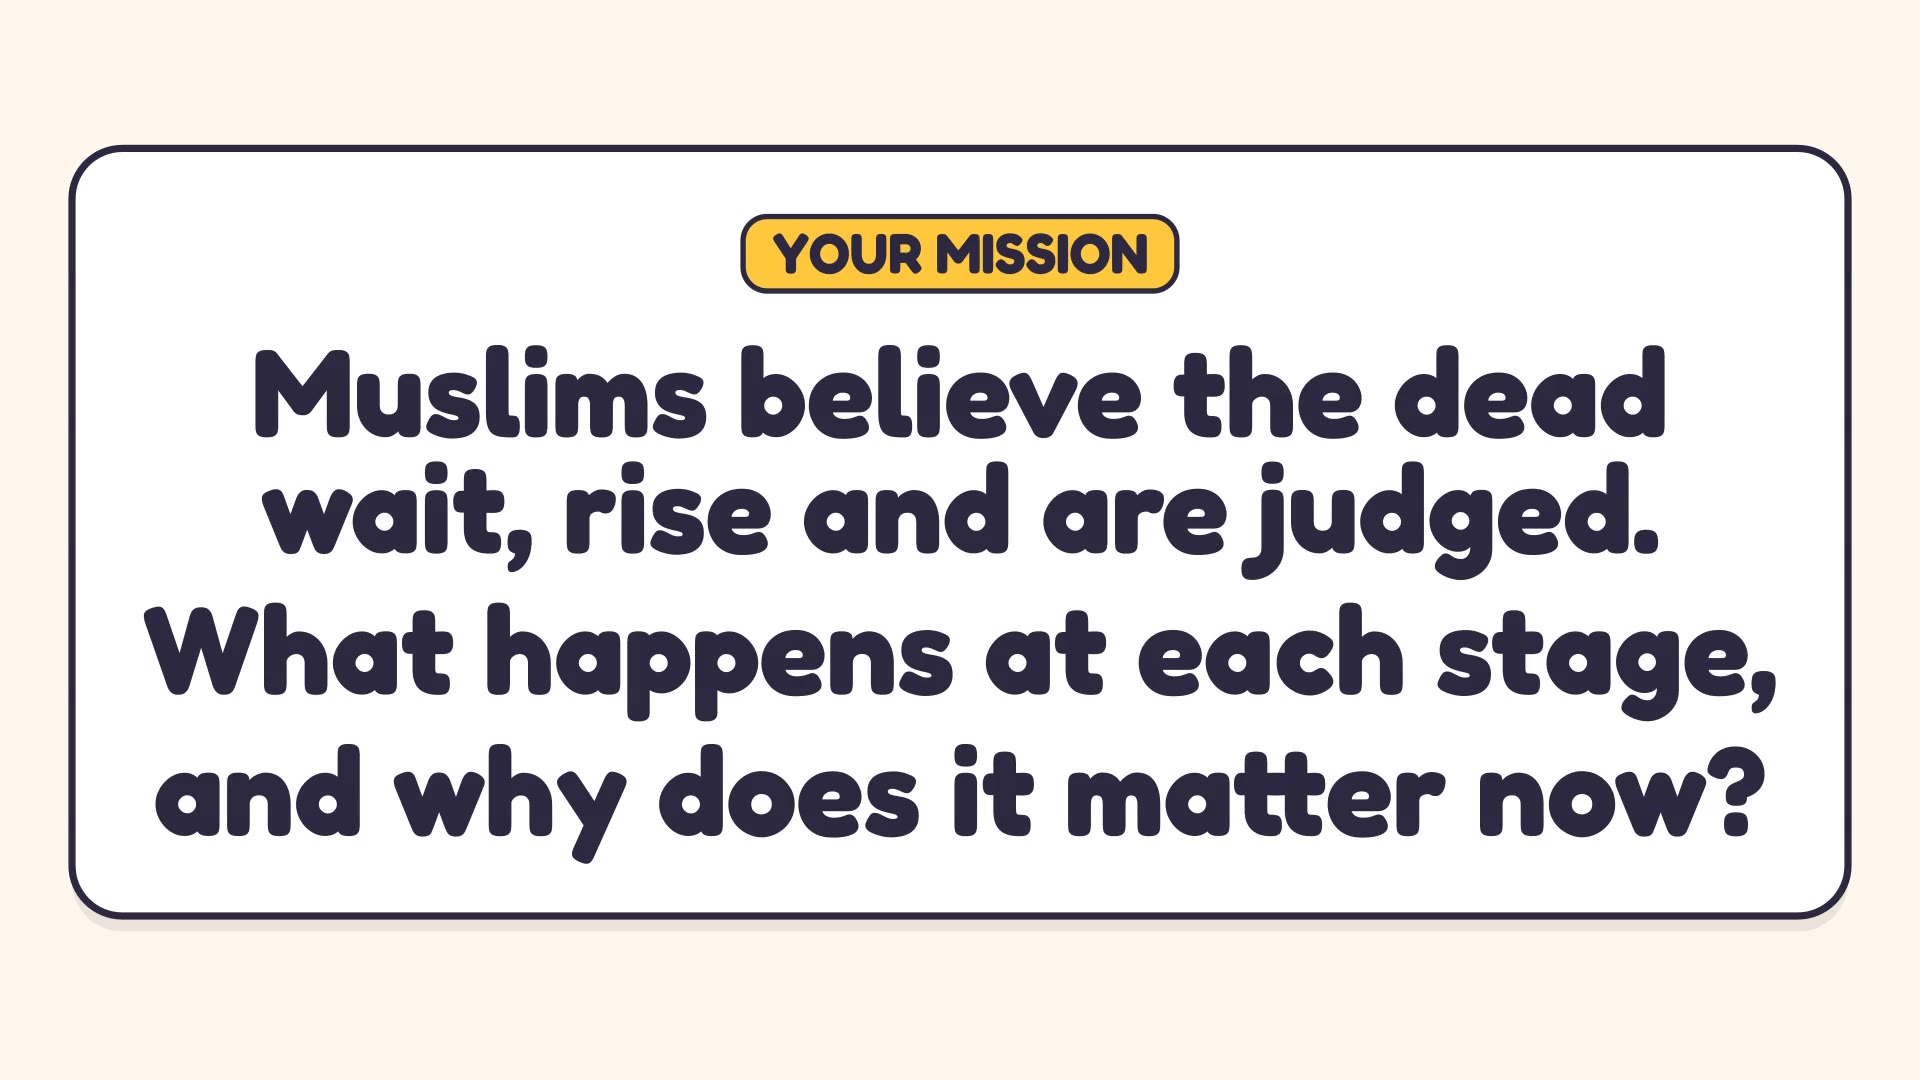 YOUR MISSION
Muslims believe the dead
wait, rise and are judged.
What happens at each stage,
and why does it matter now?